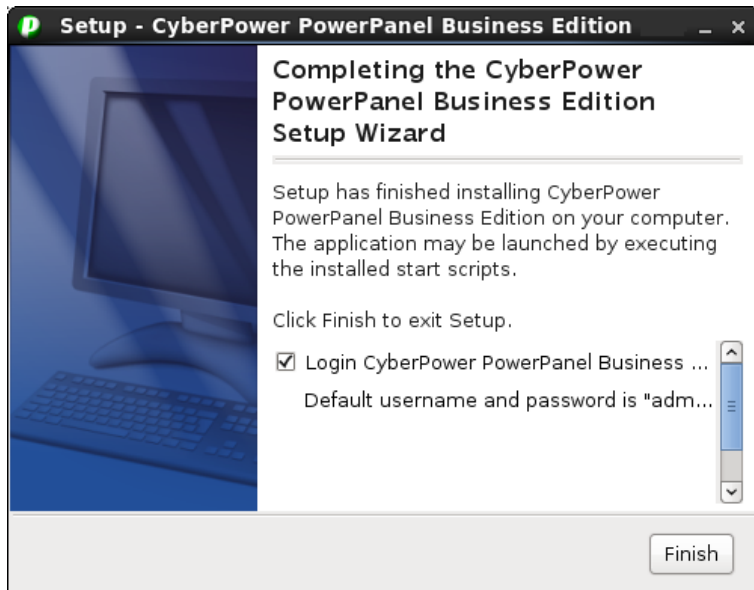 Setup - CyberPower PowerPanel Business Edition
Completing the CyberPower
PowerPanel Business Edition
Setup Wizard
Setup has finished installing CyberPower
PowerPanel Business Edition on your computer.
The application may be launched by executing
the installed start scripts.
Click Finish to exit Setup.
Login CyberPower PowerPanel Business ...
Default username and password is "adm...
Finish